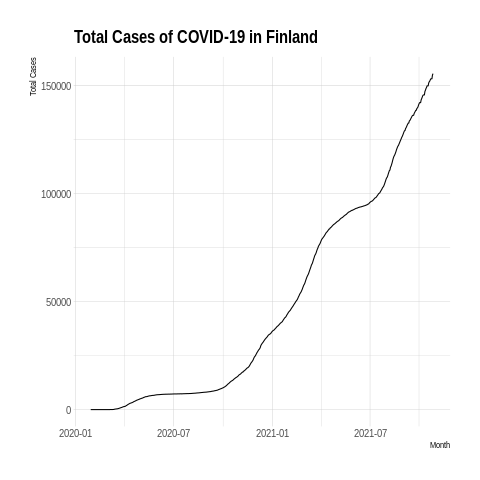 Total Cases of COVID-19 in Finland
Total Cases
150000
100000
50000
0
2020-01 2020-07 2021-01 2021-07
Month